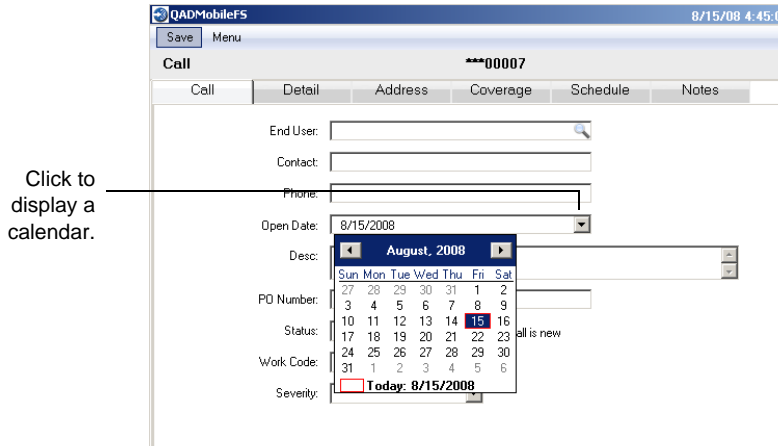 QADMobileFS 8/15/08 4:45:0
Save Menu
Call ***00007
Call Detail Address Coverage Schedule Notes
End User:
Contact:
Phone:
Click to
display a
calendar.
Open Date: 8/15/2008
Desc:
PO Number:
Status: all is new
Work Code:
Severity:
August, 2008
Sun Mon Tue Wed Thu Fri Sat
27 28 29 30 31 1 2
3 4 5 6 7 8 9
10 11 12 13 14 15 16
17 18 19 20 21 22 23
24 25 26 27 28 29 30
31 1 2 3 4 5 6
Today: 8/15/2008